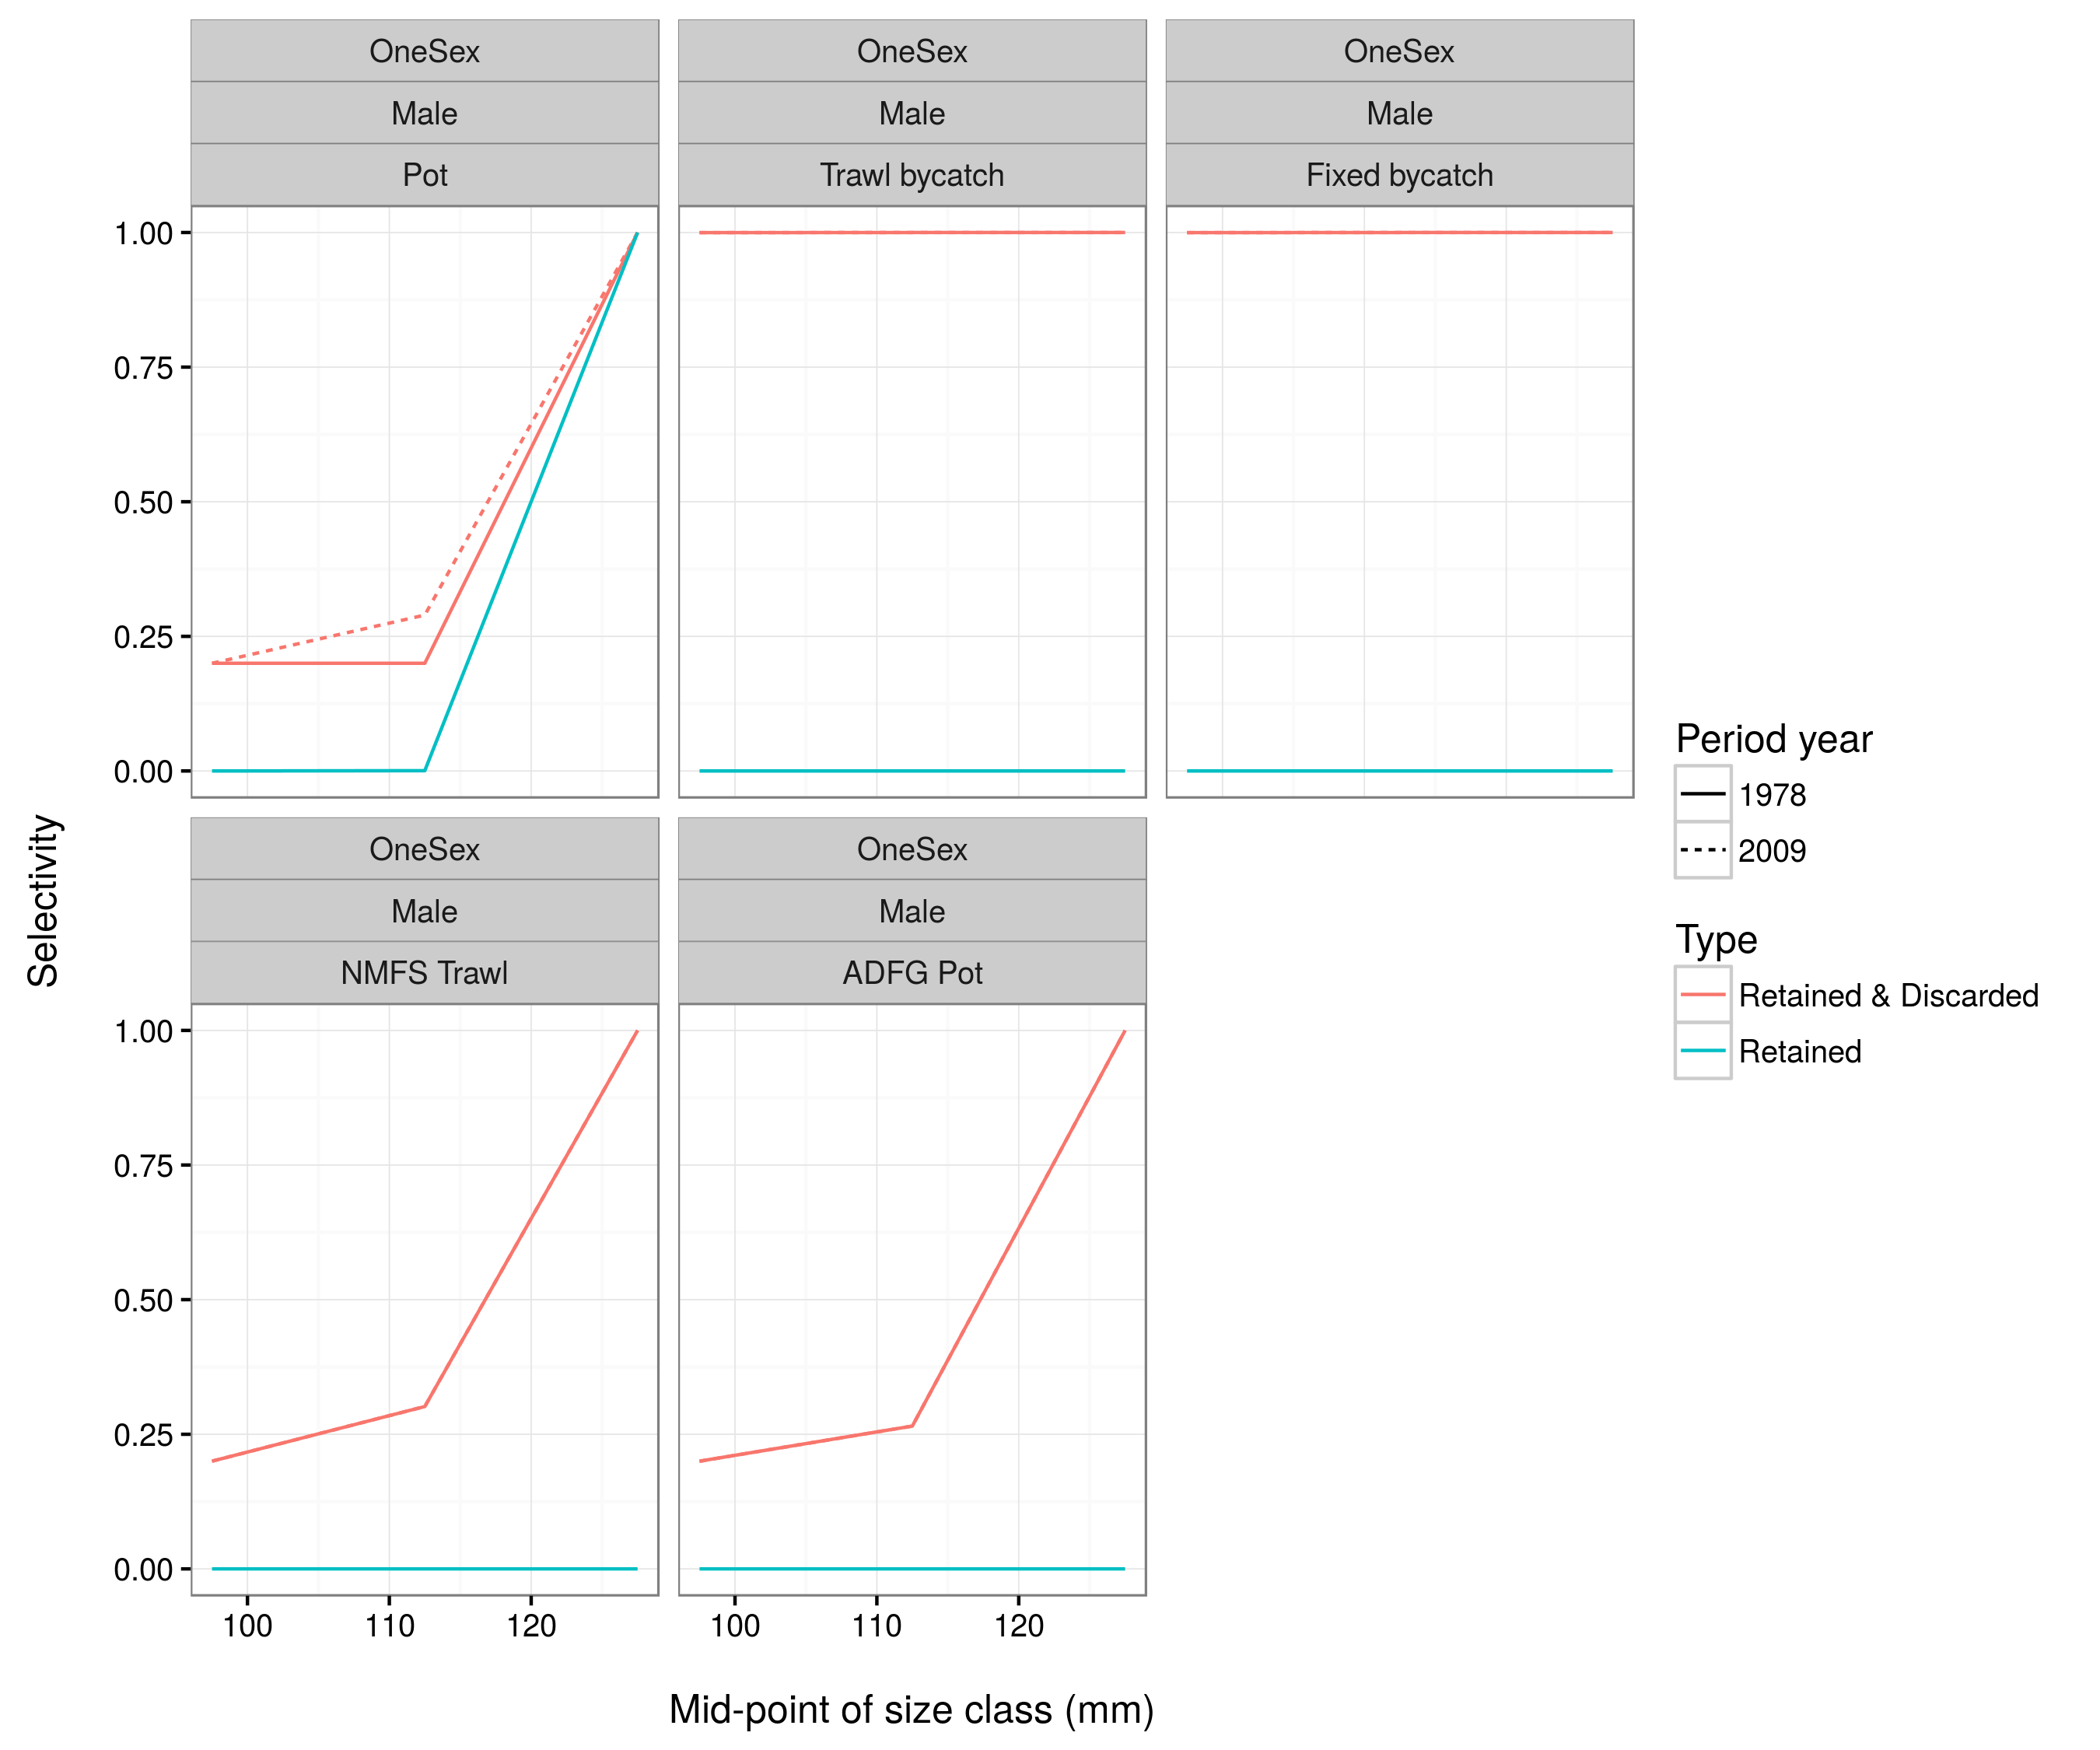 OneSex
Male
Pot
OneSex
Male
Trawl bycatch
OneSex
Male
Fixed bycatch
1.00
0.75
0.50
0.25
0.00
Selectivity
OneSex
Male
NMFS Trawl
OneSex
Male
ADFG Pot
1.00
0.75
0.50
0.25
0.00
100 110 120
100 110 120
Mid-point of size class (mm)
Period year
1978
2009
Type
Retained & Discarded
Retained